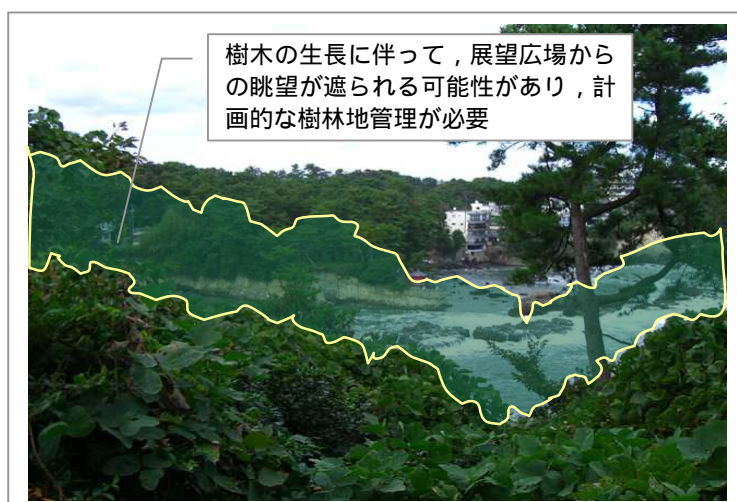 樹木の生長に伴って，展望広場から
の眺望が遮られる可能性があり，計
画的な樹林地管理が必要